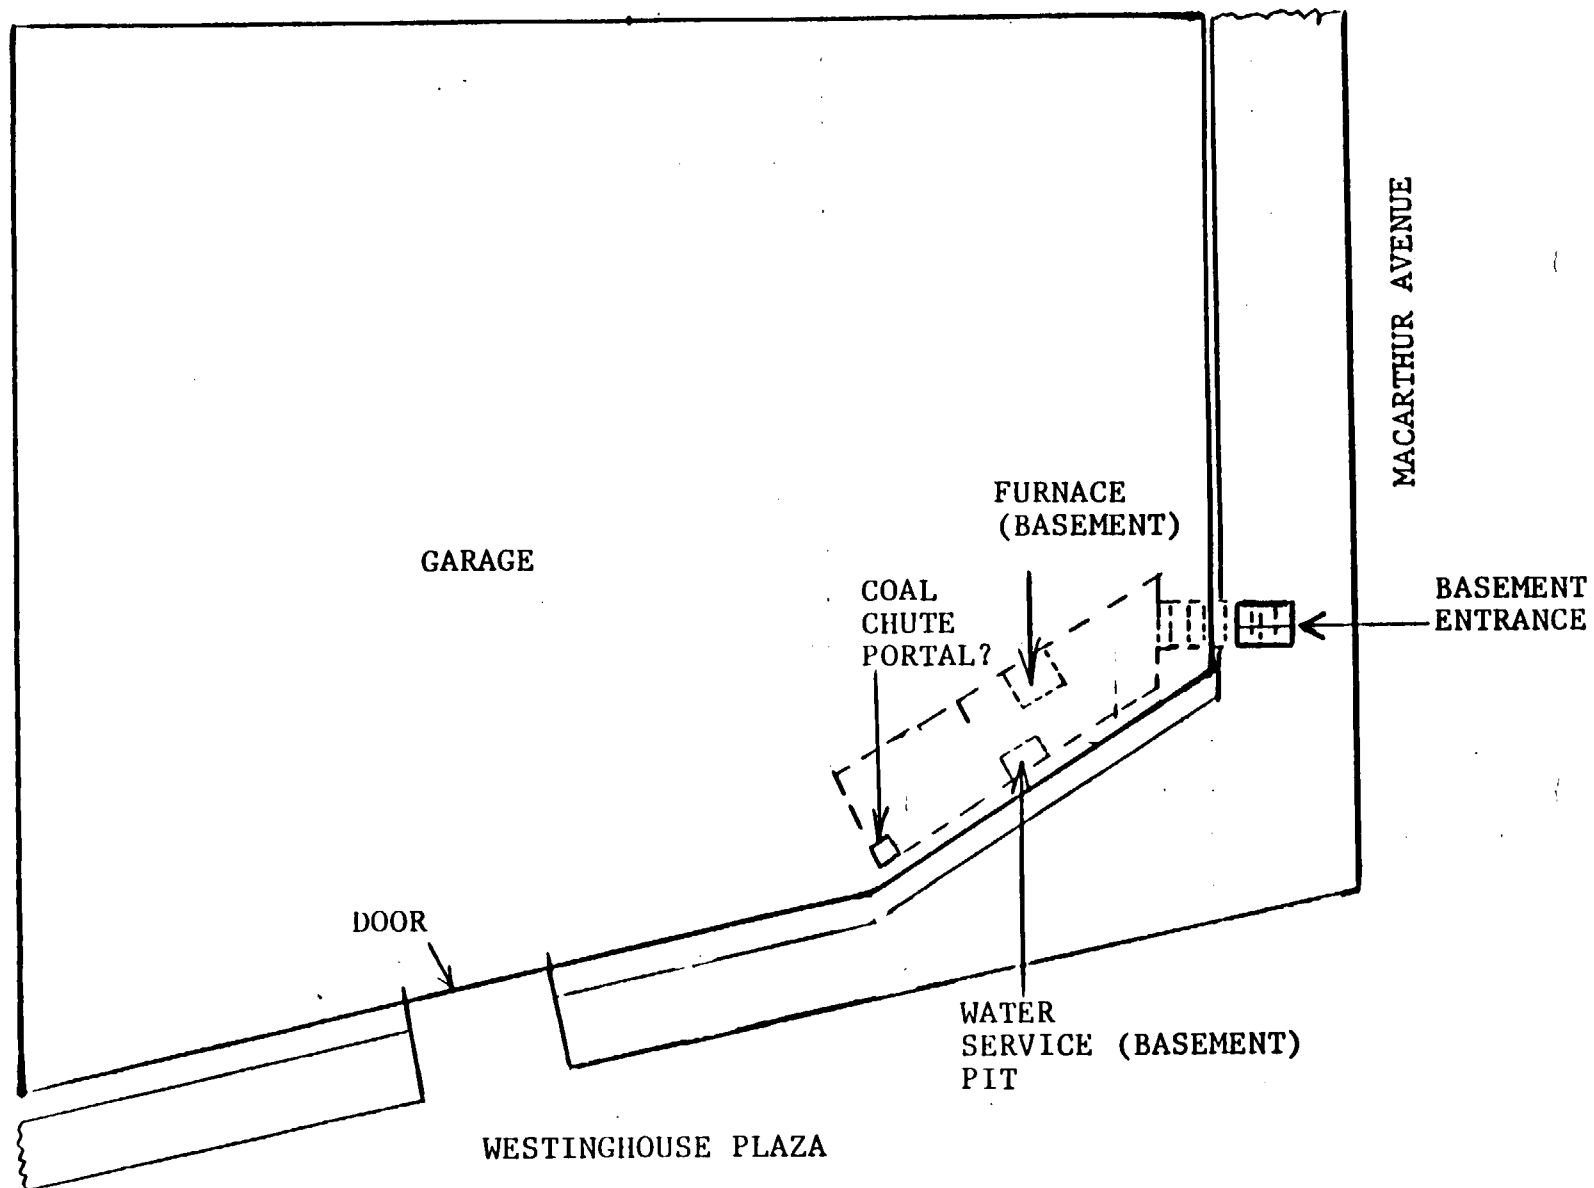 MACARTHUR AVENUE
FURNACE
(BASEMENT)
GARAGE
COAL
CHUTE
PORTAL?
BASEMENT
ENTRANCE
DOOR
WATER
SERVICE (BASEMENT)
PIT
WESTINGHOUSE PLAZA